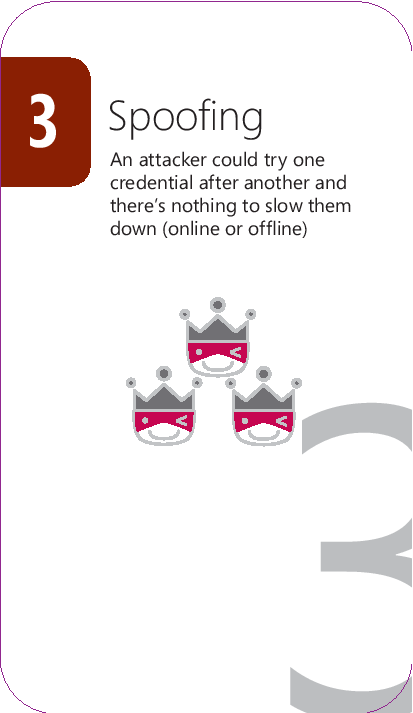 3
Spoofing
An attacker could try one
credential after another and
there’s nothing to slow them
down (online or offline)
3